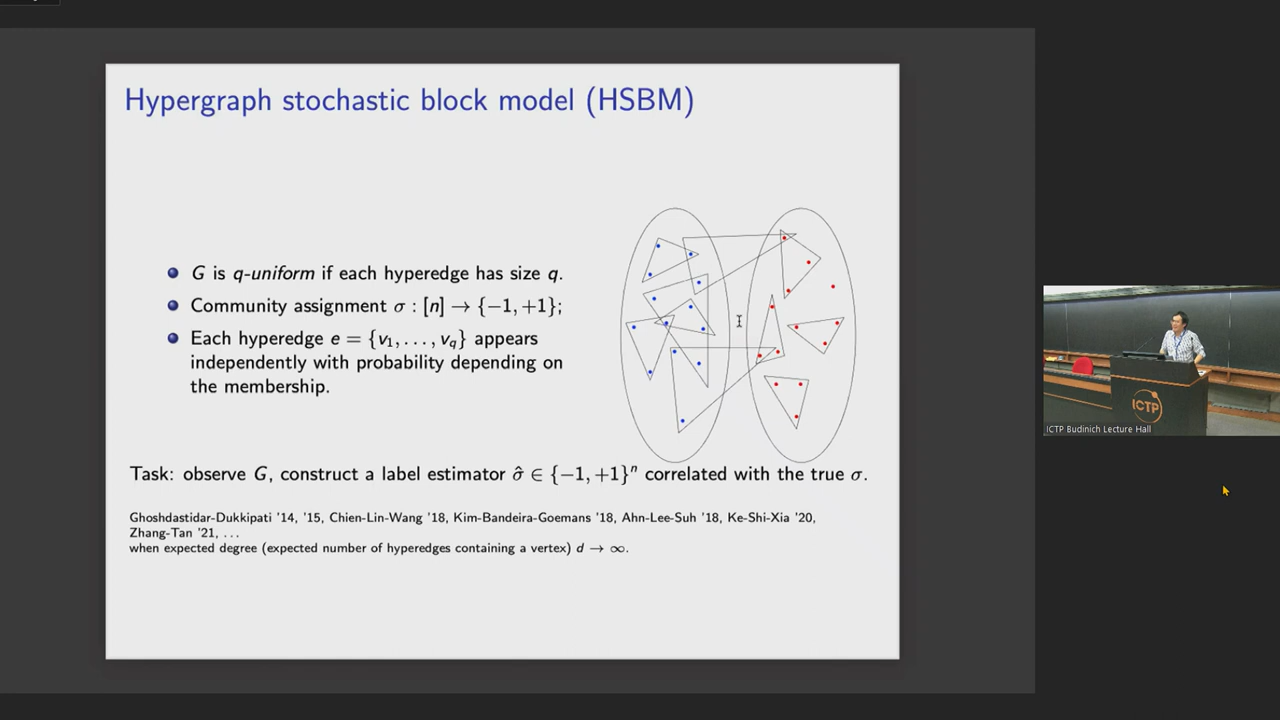 Hypergraph stochastic block model (HSBM)
G is q-uniform if each hyperedge has size q.
Community assignment σ : [n] → {−1, +1};
Each hyperedge e = {v₁, . . . , v_q} appears
independently with probability depending on
the membership.
Task: observe G, construct a label estimator σ̂ ∈ {−1, +1}ⁿ correlated with the true σ.
Ghoshdastidar-Dukkipati '14, '15, Chien-Lin-Wang '18, Kim-Bandeira-Goemans '18, Ahn-Lee-Suh '18, Ke-Shi-Xia '20,
Zhang-Tan '21, . . .
when expected degree (expected number of hyperedges containing a vertex) d → ∞.
ICTP
ICTP Budinich Lecture Hall